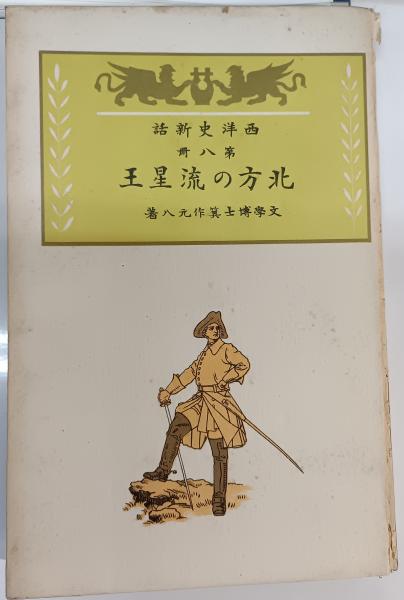 西洋史新話
第八冊
北方の流星王
文學博士箕作元八著